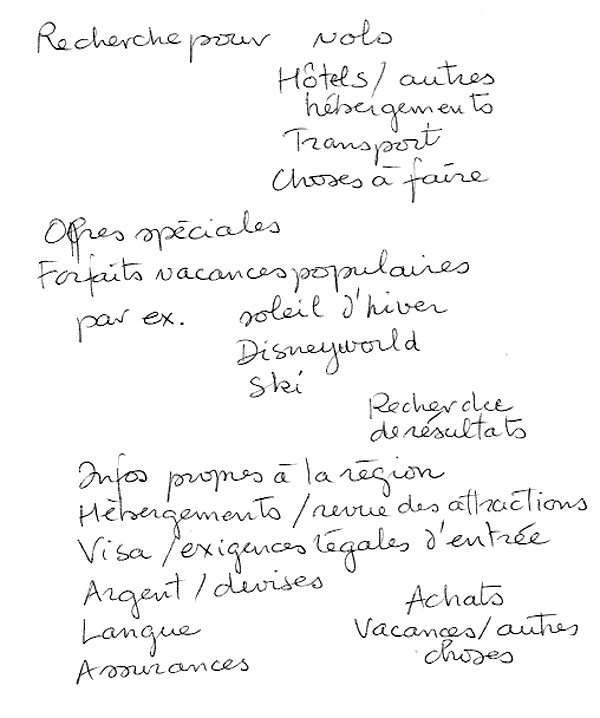 Recherche pour vols
Hôtels / autres
hébergements
Transport
Choses à faire
Offres spéciales
Forfaits vacances populaires
par ex. soleil d'hiver
Disneyworld
Ski
Recherche
de résultats
Infos propres à la région
Hébergements / revue des attractions
Visa / exigences légales d'entrée
Argent / devises
Achats
Langue
Vacances / autres
choses
Assurances